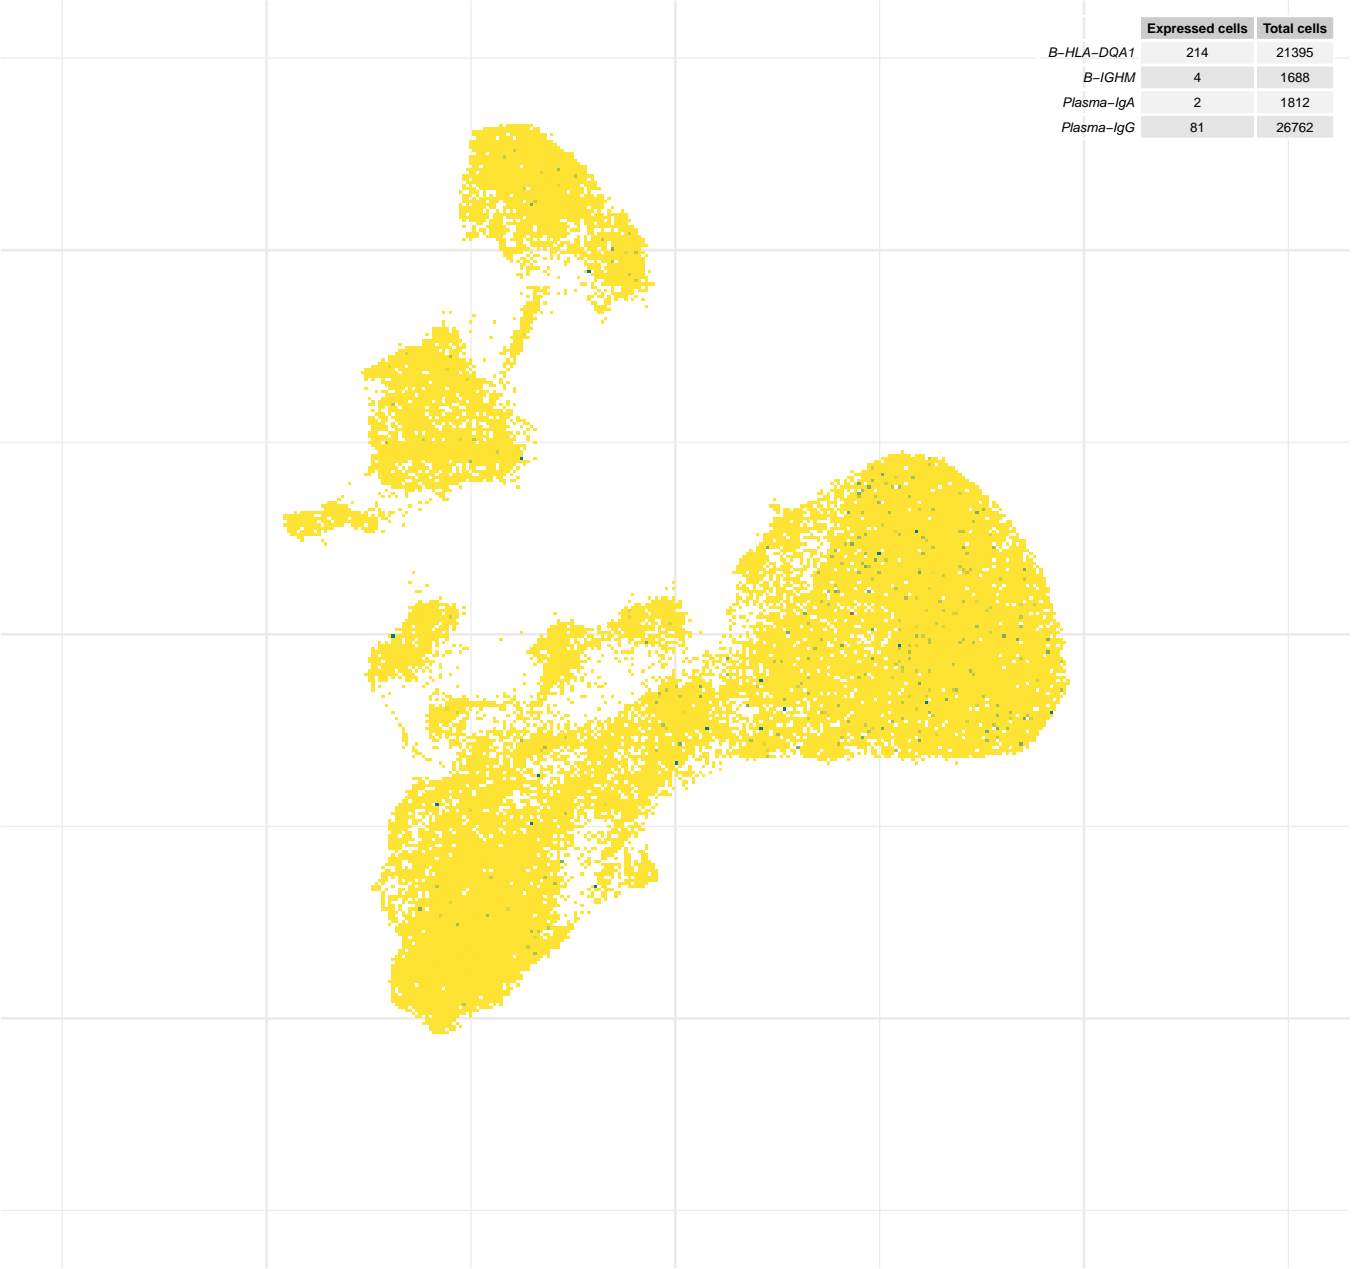 Expressed cells Total cells
B−HLA−DQA1 214 21395
B−IGHM 4 1688
Plasma−IgA 2 1812
Plasma−IgG 81 26762